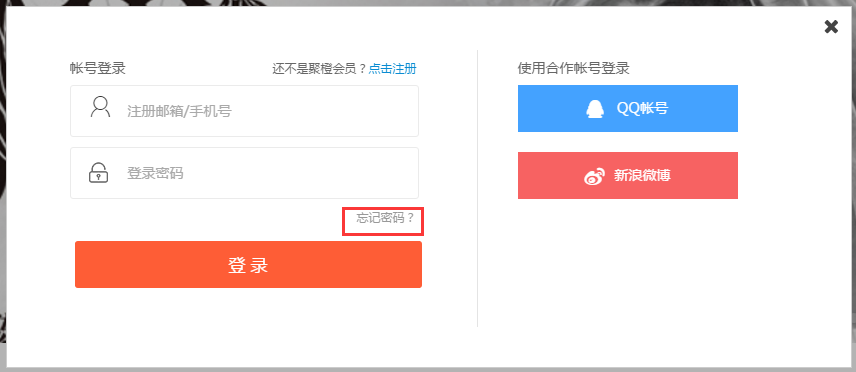 帐号登录
还不是聚橙会员？点击注册
注册邮箱/手机号
登录密码
忘记密码？
登 录
使用合作帐号登录
QQ帐号
新浪微博